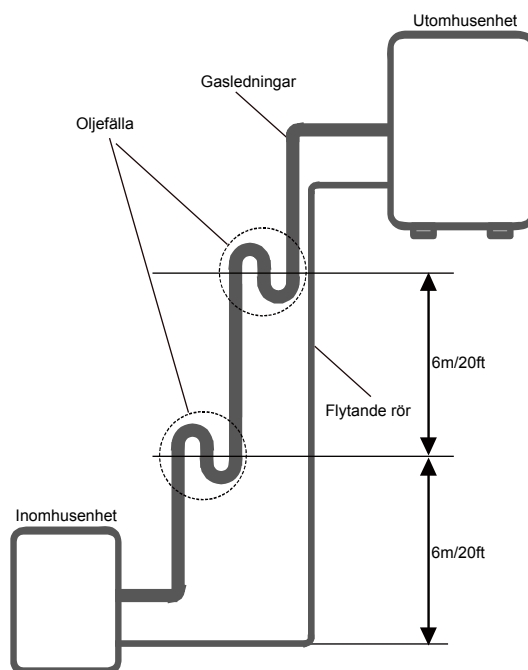 Utomhusenhet
Gasledningar
Oljefälla
6m/20ft
Flytande rör
Inomhusenhet
6m/20ft